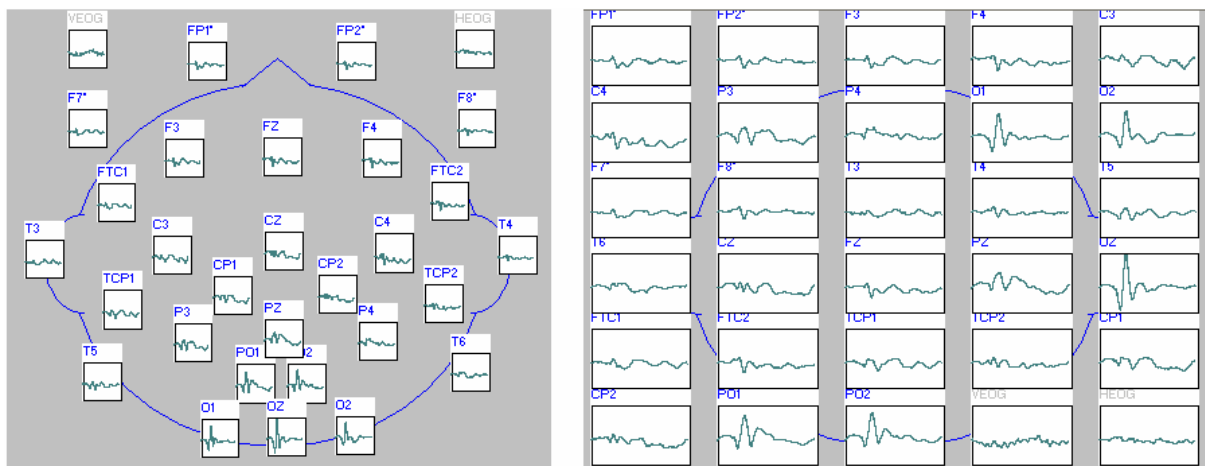 VEOG HEOG
FP1" FP2"
F7" F8"
F3 FZ F4
FTC1 FTC2
T3 C3 CZ C4 T4
TCP1 CP1 CP2 TCP2
P3 PZ P4
T5 PO1 T6
O1 OZ O2
FP1" FP2" F3 F4 C3
C4 P3 P4 O1 O2
F7" F8" T3 T4 T5
T6 CZ FZ PZ OZ
FTC1 FTC2 TCP1 TCP2 CP1
CP2 PO1 PO2 VEOG HEOG